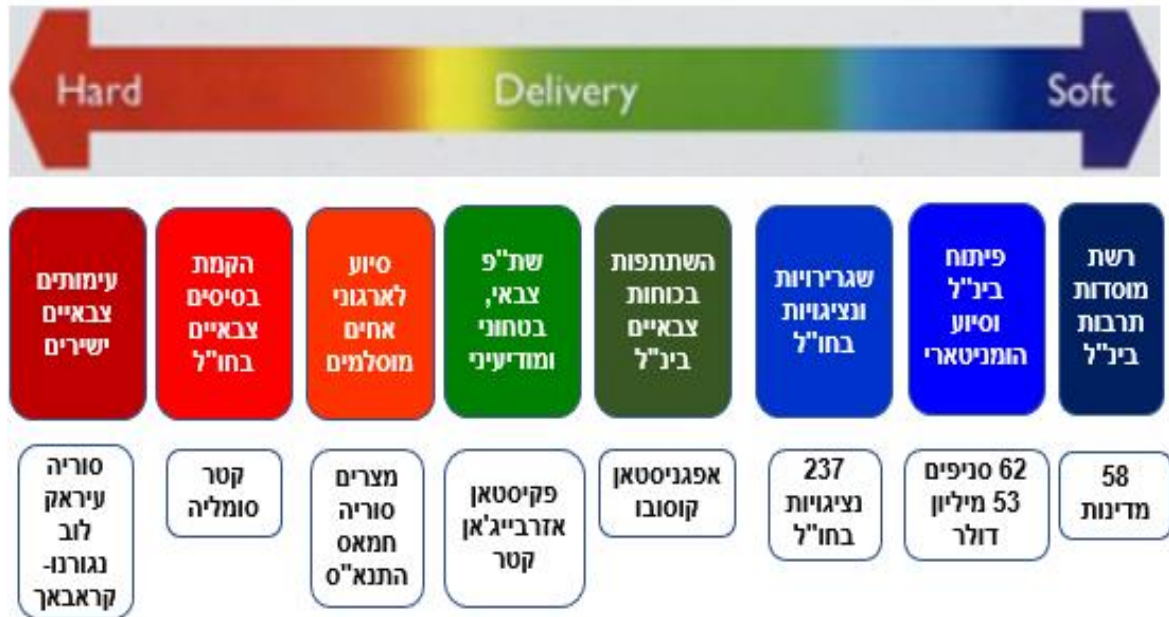 Hard
Delivery
Soft
רשת
מוסדות
תרבות
בינ"ל
פיתוח
בינ"ל
וסיוע
הומניטארי
שגרירויות
ונציגויות
בחו"ל
השתתפות
בכוחות
צבאיים
בינ"ל
שת"פ
צבאי,
בטחוני
ומודיעיני
סיוע
לארגוני
אחים
מוסלמים
הקמת
בסיסים
צבאיים
בחו"ל
עימותים
צבאיים
ישירים
58
מדינות
62 סניפים
53 מיליון
דולר
237
נציגויות
בחו"ל
אפגניסטאן
קוסובו
פקיסטאן
אזרבייג'אן
קטר
מצרים
סוריה
חמאס
התנא"ס
קטר
סומליה
סוריה
עיראק
לוב
נגורנו-
קראבאך